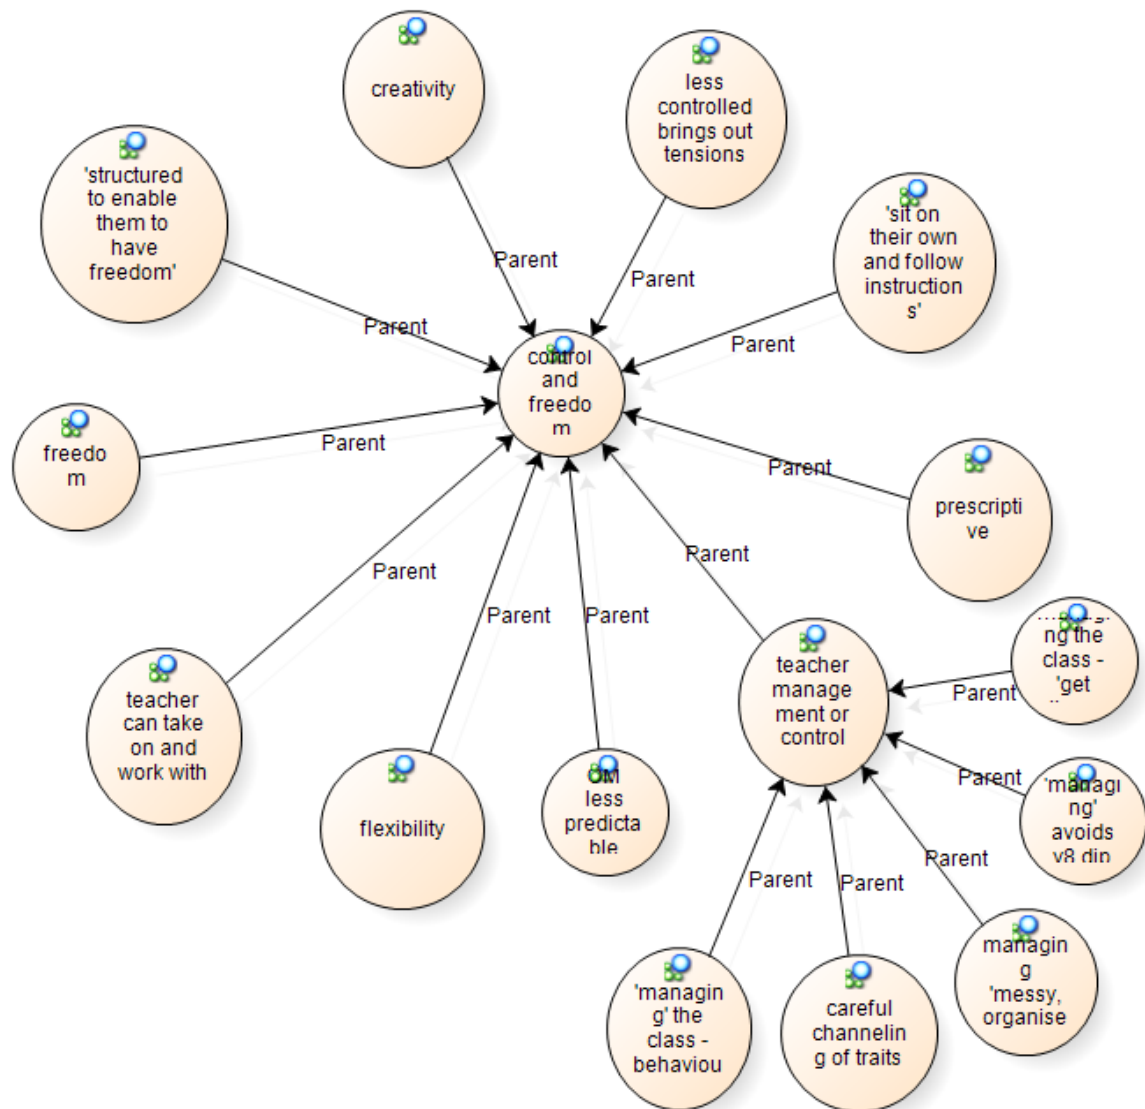 creativity
less
controlled
brings out
tensions
'structured
to enable
them to
have
freedom'
'sit on
their own
and follow
instruction
s'
Parent
Parent
Parent
Parent
control
and
freedo
m
Parent
freedo
m
Parent
prescripti
ve
Parent
Parent
Parent
Parent
teacher
can take
on and
work with
flexibility
OM
less
predicta
ble
teacher
manage
ment or
control
ng the
class -
'get
Parent
Parent
'managi
ng'
avoids
y8 dip
Parent
Parent
Parent
managin
g
'messy,
organise
'managin
g' the
class -
behaviou
careful
channelin
g of traits